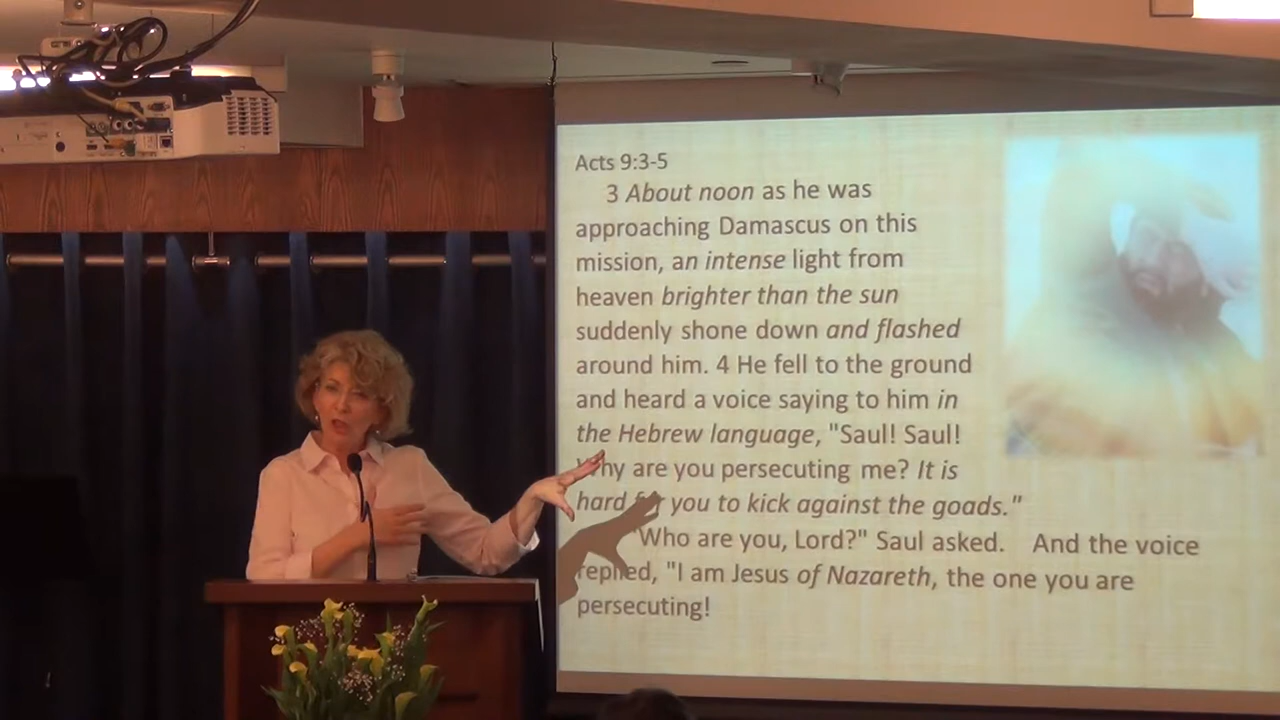 Acts 9:3-5
3 About noon as he was
approaching Damascus on this
mission, an intense light from
heaven brighter than the sun
suddenly shone down and flashed
around him. 4 He fell to the ground
and heard a voice saying to him in
the Hebrew language, "Saul! Saul!
Why are you persecuting me? It is
hard for you to kick against the goads."
"Who are you, Lord?" Saul asked. And the voice
replied, "I am Jesus of Nazareth, the one you are
persecuting!